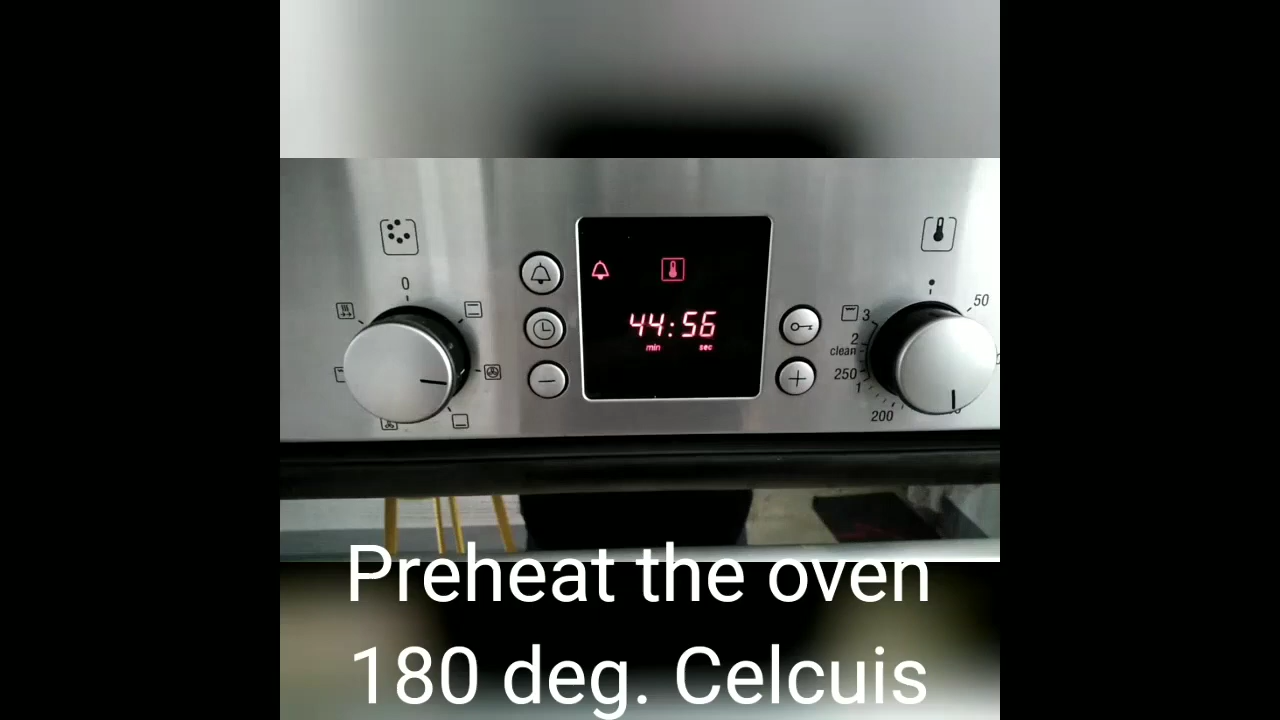 0
44:56
min sec
50
3
2
clean
250
1
200
Preheat the oven
180 deg. Celcuis